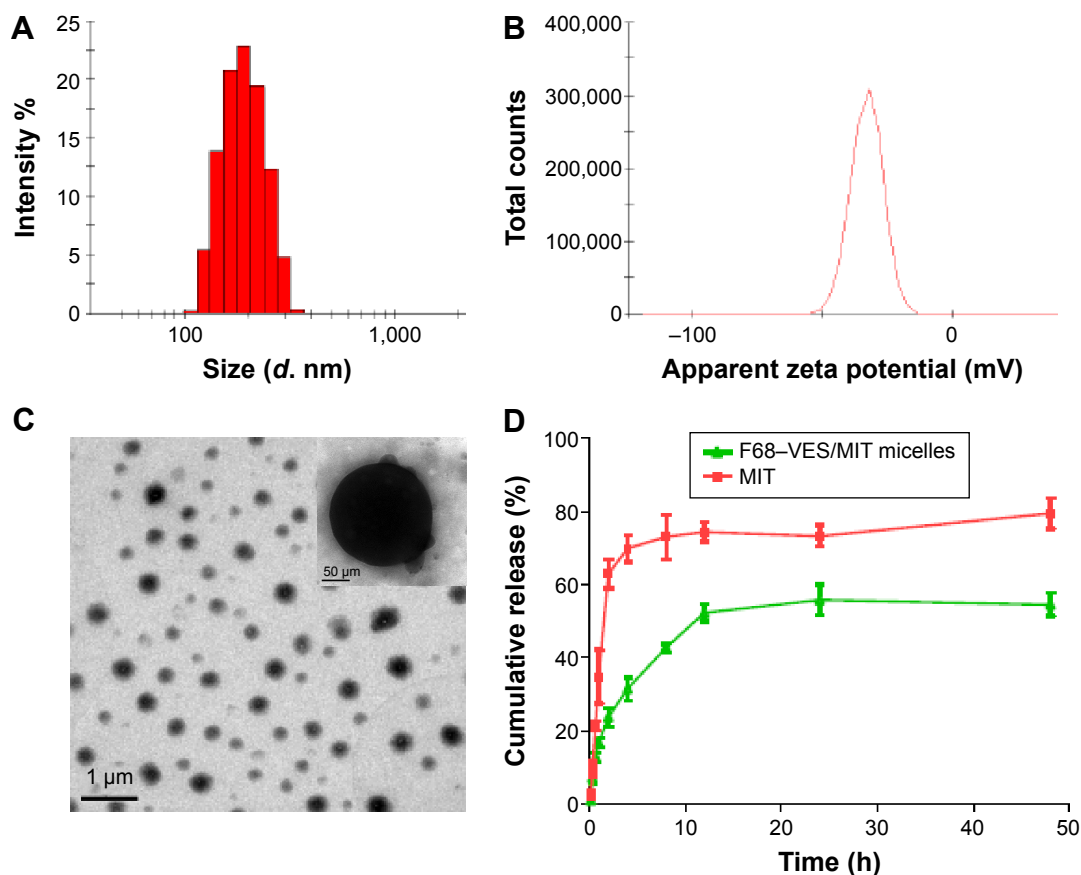 A
25
20
15
10
5
0
Intensity %
100
1,000
Size (d. nm)
B
400,000
300,000
200,000
100,000
0
Total counts
–100
0
Apparent zeta potential (mV)
C
50 µm
1 µm
D
100
80
60
40
20
0
Cumulative release (%)
F68–VES/MIT micelles
MIT
0
10
20
30
40
50
Time (h)